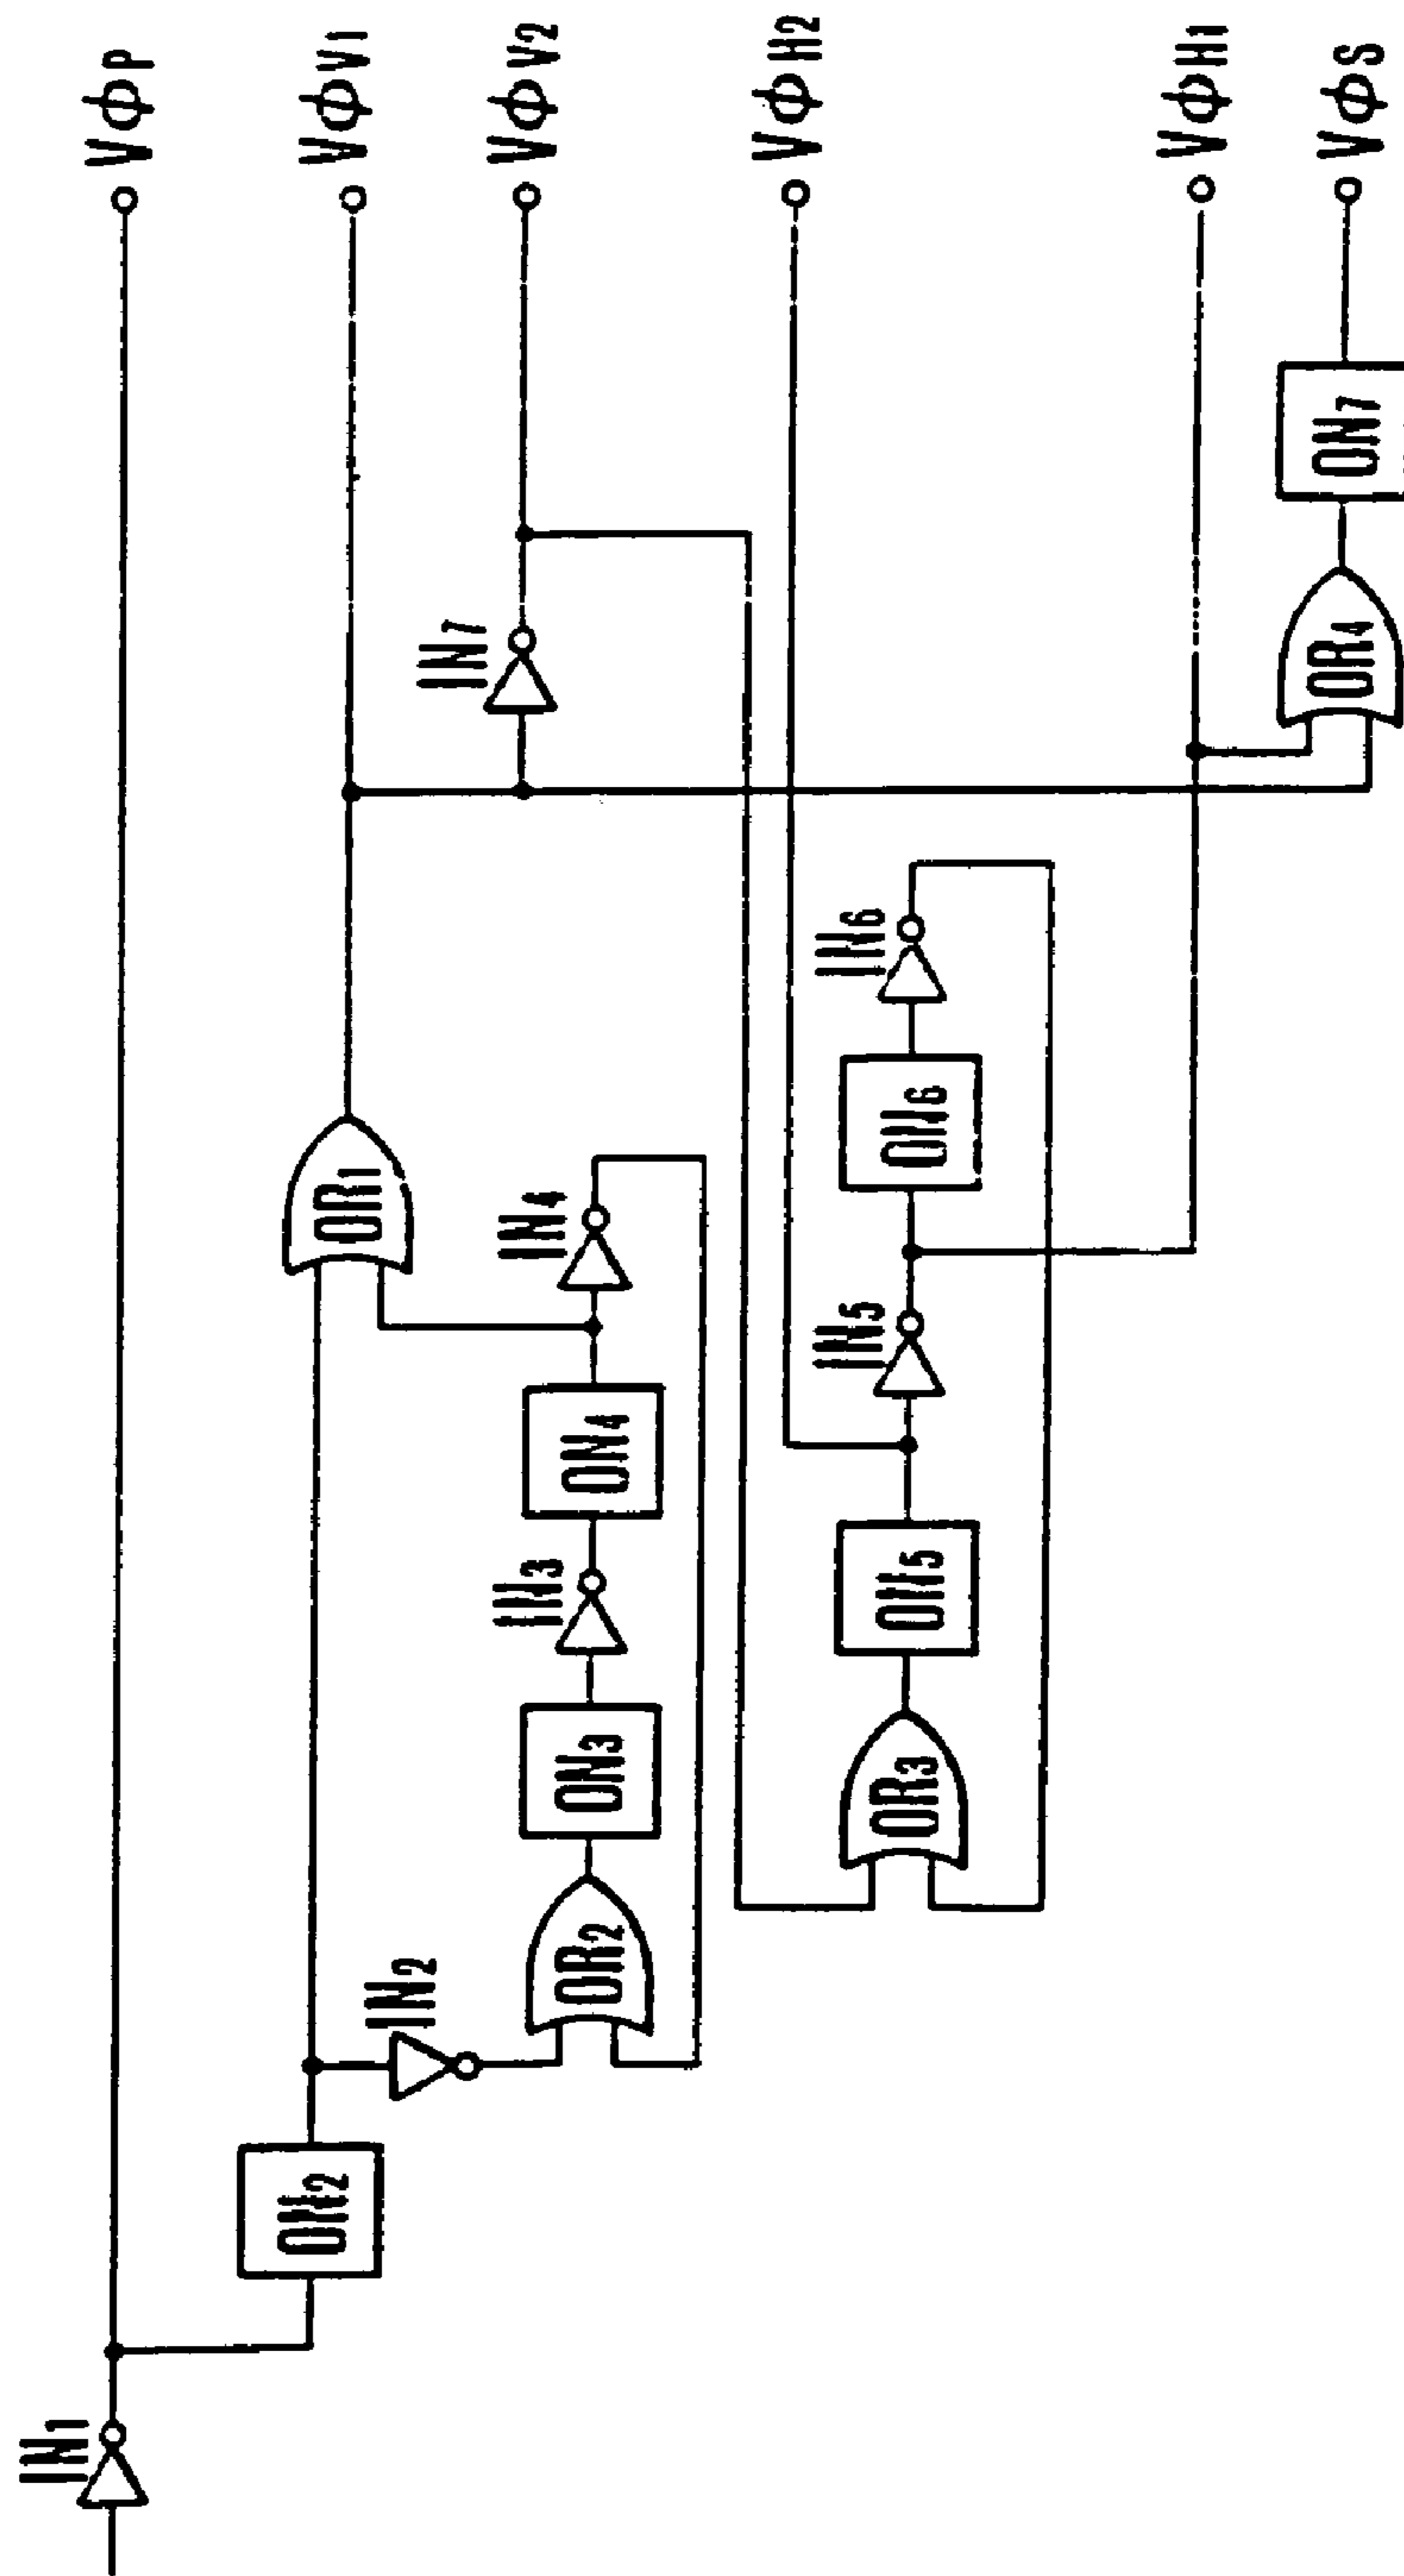 VϕP
VϕV1
VϕV2
VϕH2
VϕH1
VϕS
IN1
ON2
IN2
OR1
OR2
ON3
IN3
ON4
IN4
IN7
OR3
ON5
IN5
ON6
IN6
OR4
ON7